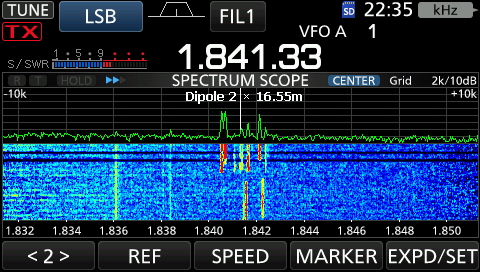 TUNE LSB FIL1 SD 22:35 kHz
TX VFO A 1
1 • 5 • 9
S/SWR 1.841.33
R T HOLD SPECTRUM SCOPE CENTER Grid 2k/10dB
-10k Dipole 2 × 16.55m +10k
1.832 1.834 1.836 1.838 1.840 1.842 1.844 1.846 1.848 1.850
< 2 > REF SPEED MARKER EXPD/SET